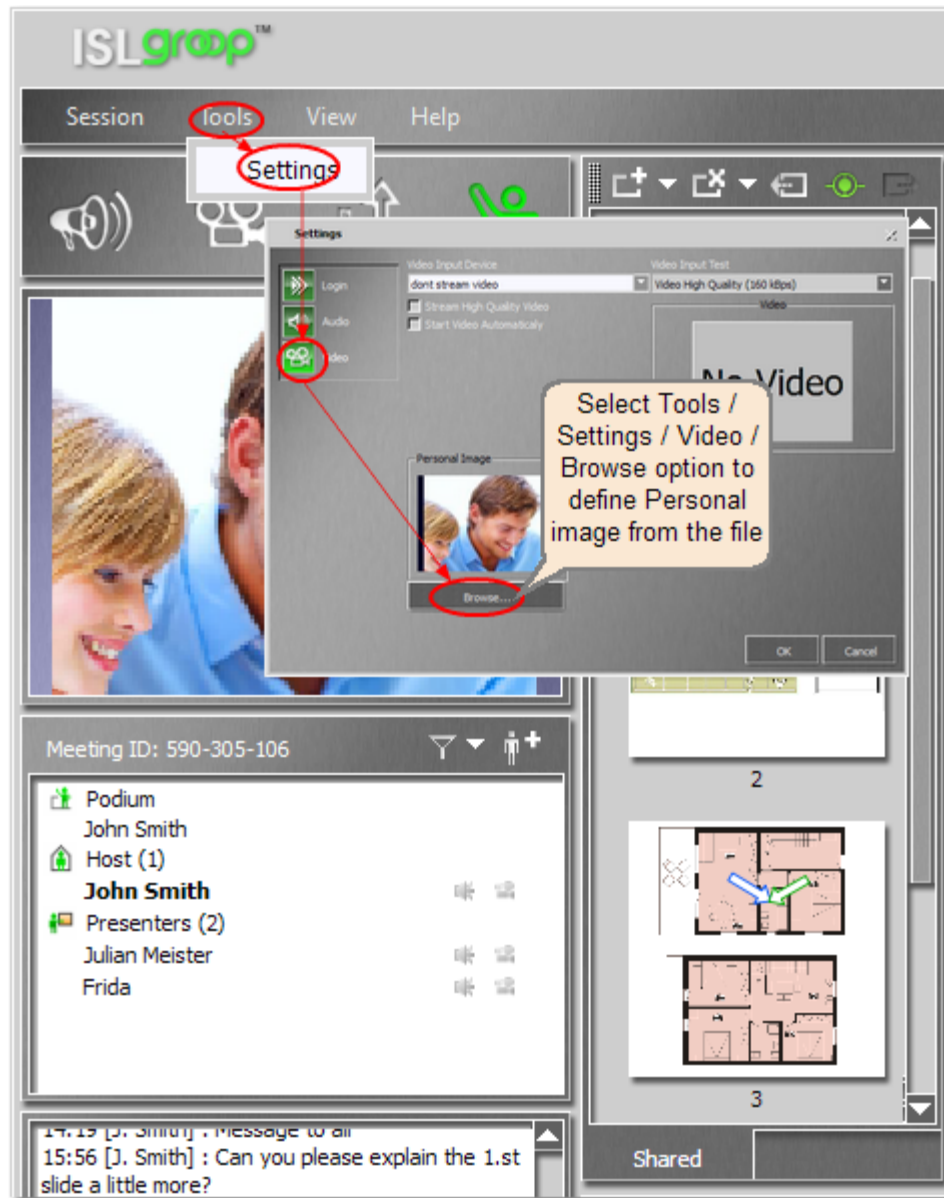 ISLgroop™
Session Tools View Help
Settings
Settings
Login
Audio
Video
Video Input Device
dont stream video
Stream High Quality Video
Start Video Automaticaly
Video Input Test
Video High Quality (160 kBps)
Video
No Video
Select Tools /
Settings / Video /
Browse option to
define Personal
image from the file
Personal Image
Browse...
OK Cancel
Meeting ID: 590-305-106
Podium
John Smith
Host (1)
John Smith
Presenters (2)
Julian Meister
Frida
14:19 [J. Smith] : Message to all
15:56 [J. Smith] : Can you please explain the 1.st
slide a little more?
2
3
Shared